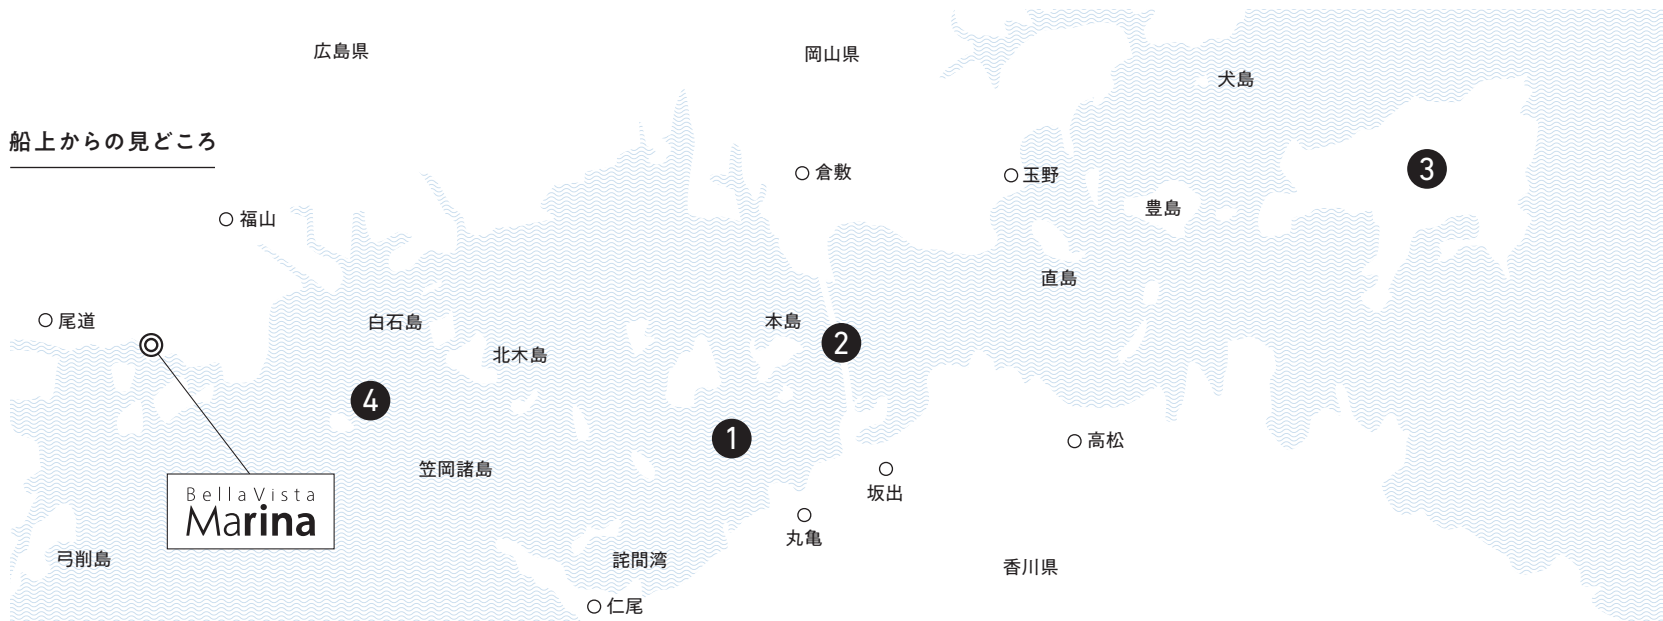 広島県
岡山県
犬島
船上からの見どころ
3
倉敷
玉野
豊島
福山
直島
尾道
白石島
本島
2
北木島
4
1
高松
笠岡諸島
坂出
BellaVista
Marina
丸亀
弓削島
詫間湾
香川県
仁尾